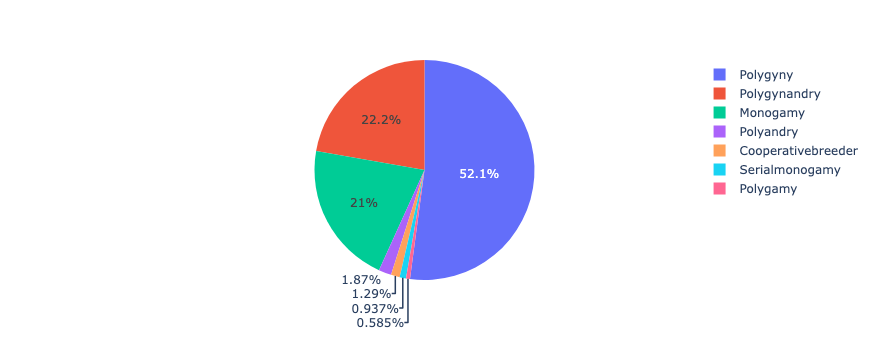 22.2%
52.1%
21%
1.87%
1.29%
0.937%
0.585%
Polygyny
Polygynandry
Monogamy
Polyandry
Cooperativebreeder
Serialmonogamy
Polygamy